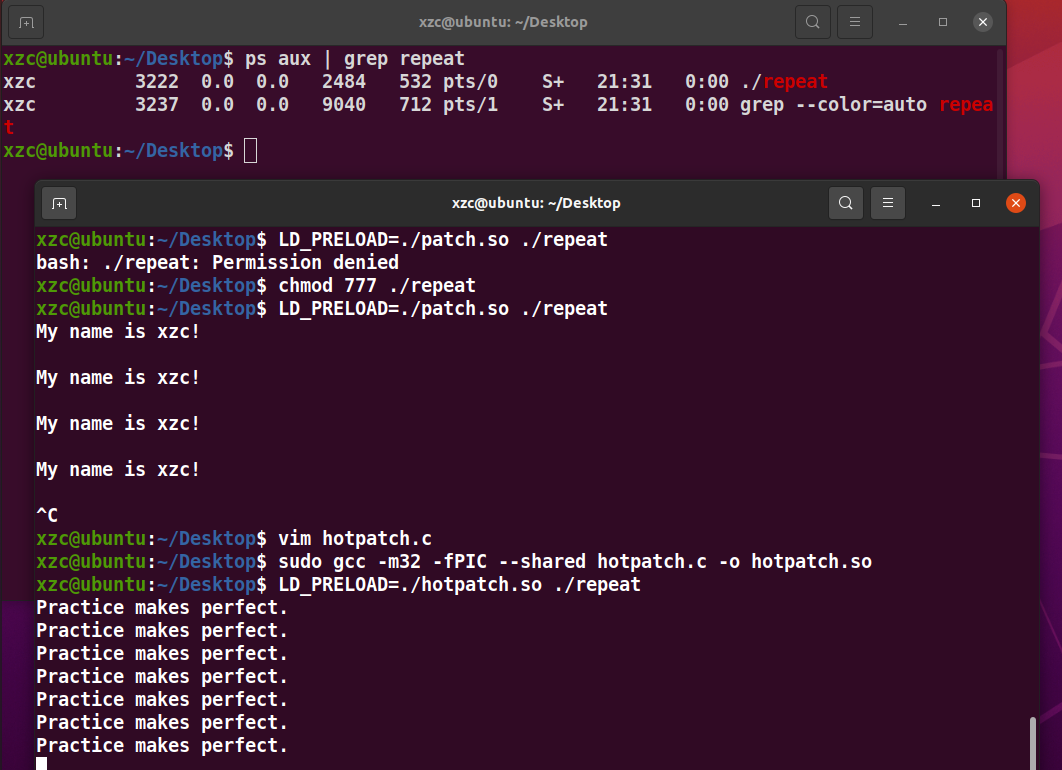 xzc@ubuntu: ~/Desktop
xzc@ubuntu:~/Desktop$ ps aux | grep repeat
xzc 3222 0.0 0.0 2484 532 pts/0 S+ 21:31 0:00 ./repeat
xzc 3237 0.0 0.0 9040 712 pts/1 S+ 21:31 0:00 grep --color=auto repea
t
xzc@ubuntu:~/Desktop$
xzc@ubuntu: ~/Desktop
xzc@ubuntu:~/Desktop$ LD_PRELOAD=./patch.so ./repeat
bash: ./repeat: Permission denied
xzc@ubuntu:~/Desktop$ chmod 777 ./repeat
xzc@ubuntu:~/Desktop$ LD_PRELOAD=./patch.so ./repeat
My name is xzc!
My name is xzc!
My name is xzc!
My name is xzc!
^C
xzc@ubuntu:~/Desktop$ vim hotpatch.c
xzc@ubuntu:~/Desktop$ sudo gcc -m32 -fPIC --shared hotpatch.c -o hotpatch.so
xzc@ubuntu:~/Desktop$ LD_PRELOAD=./hotpatch.so ./repeat
Practice makes perfect.
Practice makes perfect.
Practice makes perfect.
Practice makes perfect.
Practice makes perfect.
Practice makes perfect.
Practice makes perfect.